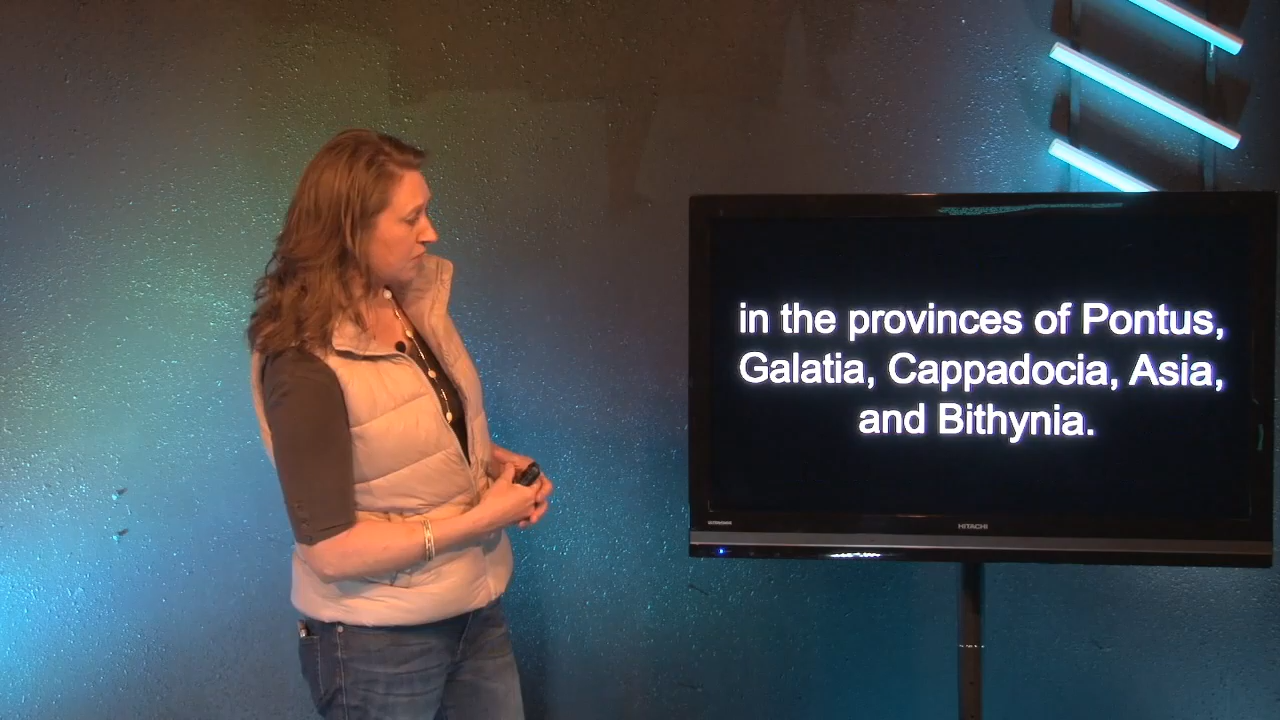 in the provinces of Pontus,
Galatia, Cappadocia, Asia,
and Bithynia.
HITACHI